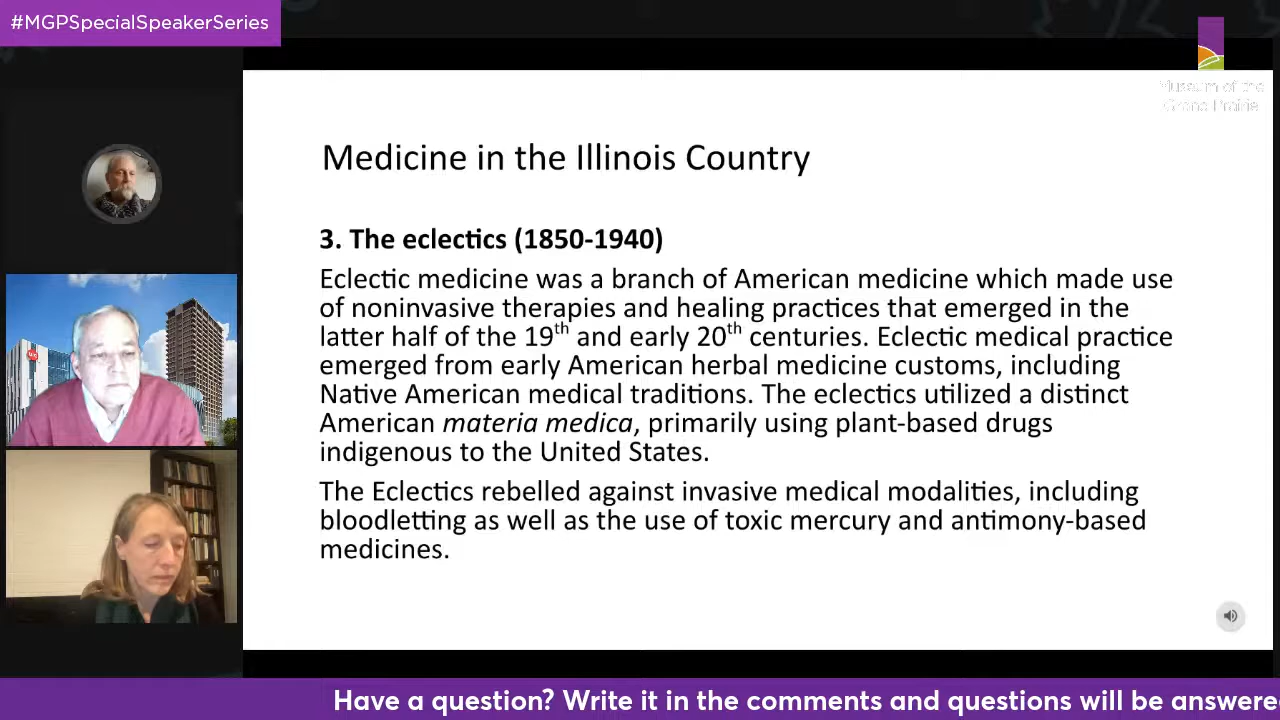 #MGPSpecialSpeakerSeries
Museum of the
Grand Prairie
Medicine in the Illinois Country
3. The eclectics (1850-1940)
Eclectic medicine was a branch of American medicine which made use
of noninvasive therapies and healing practices that emerged in the
latter half of the 19th and early 20th centuries. Eclectic medical practice
emerged from early American herbal medicine customs, including
Native American medical traditions. The eclectics utilized a distinct
American materia medica, primarily using plant-based drugs
indigenous to the United States.
The Eclectics rebelled against invasive medical modalities, including
bloodletting as well as the use of toxic mercury and antimony-based
medicines.
Have a question? Write it in the comments and questions will be answere